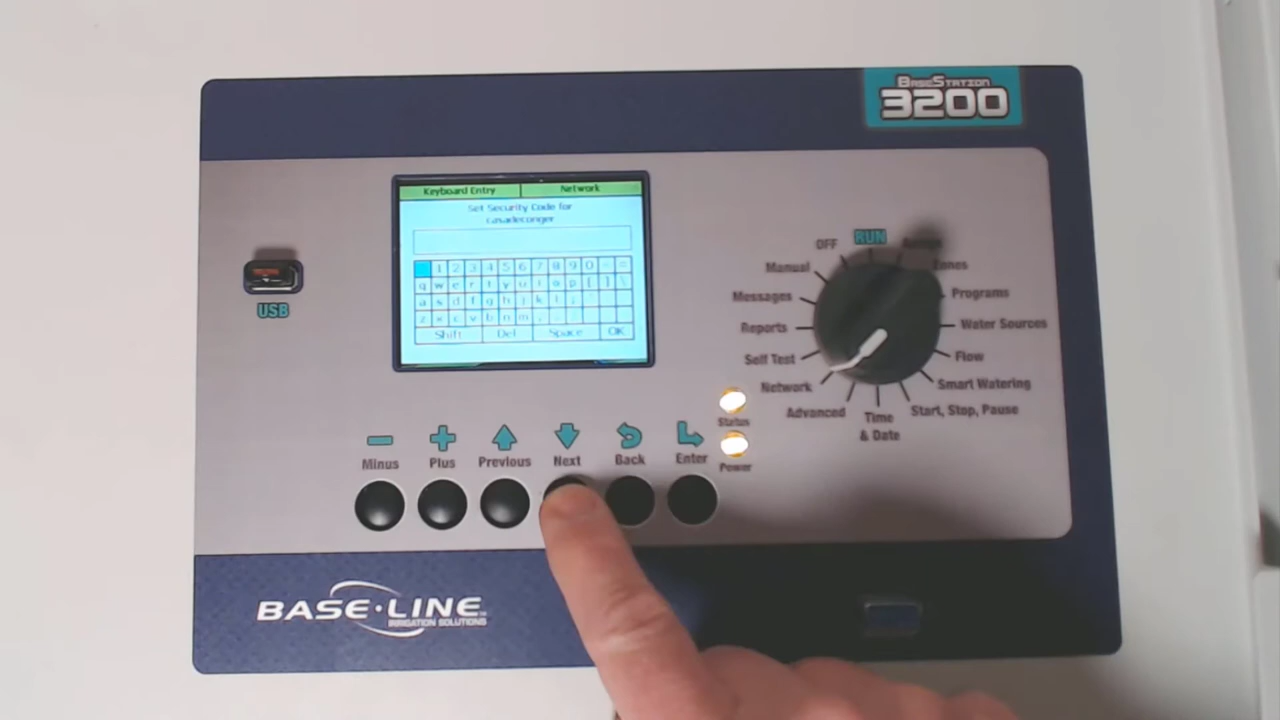 BASESTATION
3200
Keyboard Entry Network
Set Security Code for
casadeconger
1 2 3 4 5 6 7 8 9 0 =
q w e r t y u i o p [ ] \
a s d f g h j k l ; '
z x c v b n m , . /
Shift Del Space OK
USB
OFF
RUN
Manual
Zones
Messages
Programs
Reports
Water Sources
Self Test
Flow
Network
Smart Watering
Advanced
Time
& Date
Start, Stop, Pause
Status
Power
Minus
Plus
Previous
Next
Back
Enter
BASE·LINE
IRRIGATION SOLUTIONS